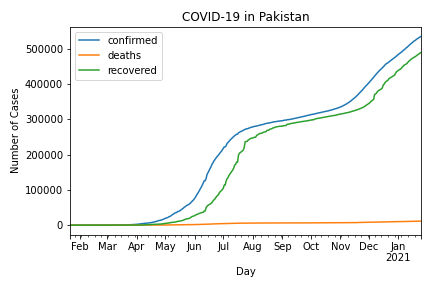 COVID-19 in Pakistan
confirmed
deaths
recovered
Number of Cases
500000
400000
300000
200000
100000
0
Feb Mar Apr May Jun Jul Aug Sep Oct Nov Dec Jan
2021
Day